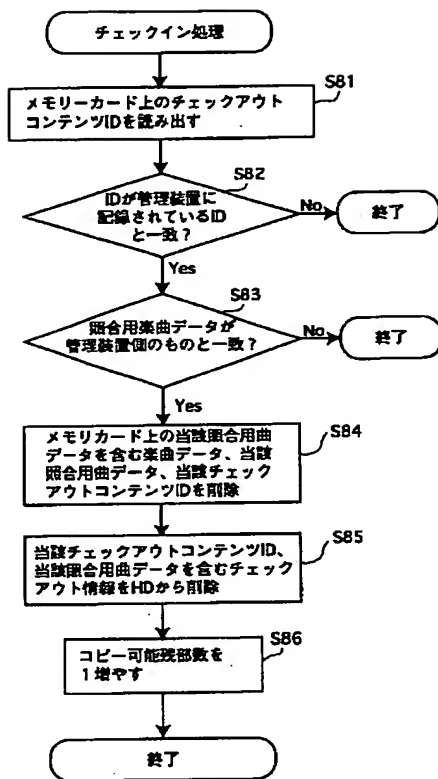 チェックイン処理
S81
メモリーカード上のチェックアウト
コンテンツIDを読み出す
S82
IDが管理装置に
記録されているID
と一致？
No
終了
Yes
S83
照合用楽曲データが
管理装置側のものと一致？
No
終了
Yes
S84
メモリカード上の当該照合用曲
データを含む楽曲データ、当該
照合用曲データ、当該チェック
アウトコンテンツIDを削除
S85
当該チェックアウトコンテンツID、
当該照合用曲データを含むチェック
アウト情報をHDから削除
S86
コピー可能残部数を
1増やす
終了